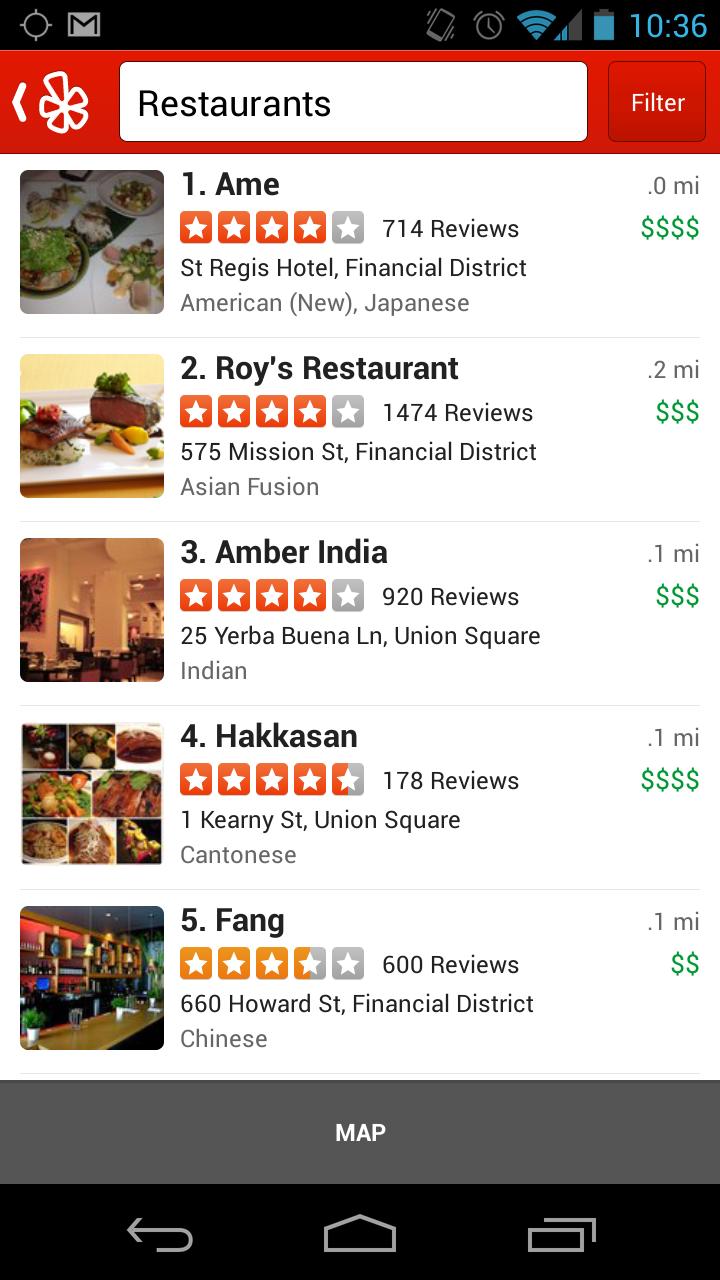 10:36
Restaurants
Filter
1. Ame
.0 mi
714 Reviews
$$$$
St Regis Hotel, Financial District
American (New), Japanese
2. Roy's Restaurant
.2 mi
1474 Reviews
$$$
575 Mission St, Financial District
Asian Fusion
3. Amber India
.1 mi
920 Reviews
$$$
25 Yerba Buena Ln, Union Square
Indian
4. Hakkasan
.1 mi
178 Reviews
$$$$
1 Kearny St, Union Square
Cantonese
5. Fang
.1 mi
600 Reviews
$$
660 Howard St, Financial District
Chinese
MAP